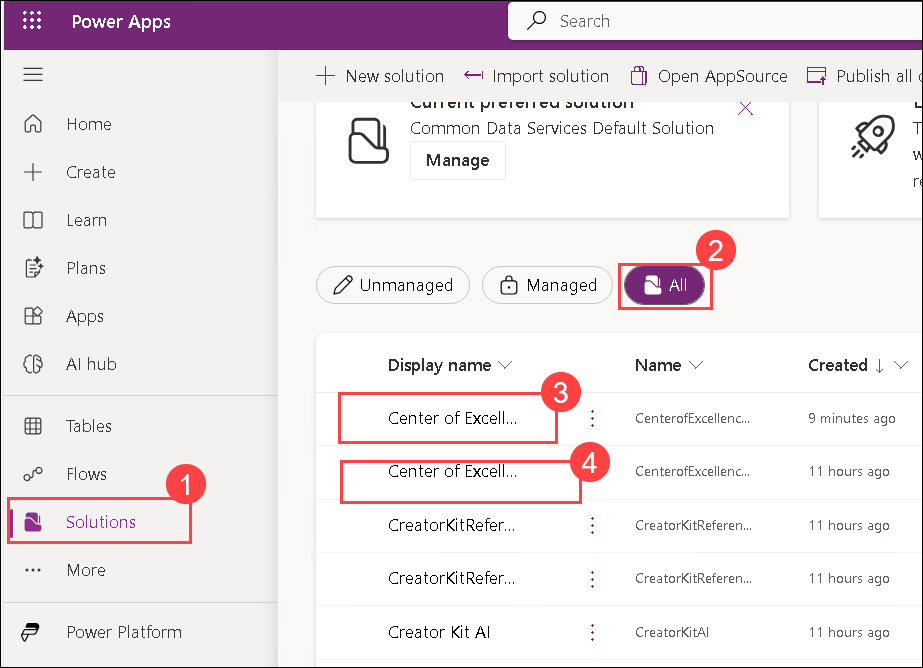 Power Apps
Search
New solution
Import solution
Open AppSource
Publish all
Home
Create
Learn
Plans
Apps
AI hub
Tables
Flows
1
Solutions
More
Power Platform
Current preferred solution
Common Data Services Default Solution
Manage
2
Unmanaged
Managed
All
Display name
Name
Created
3
Center of Excell...
CenterofExcellenc...
9 minutes ago
4
Center of Excell...
CenterofExcellenc...
11 hours ago
CreatorKitRefer...
CreatorKitReferen...
11 hours ago
CreatorKitRefer...
CreatorKitReferen...
11 hours ago
Creator Kit AI
CreatorKitAI
11 hours ago